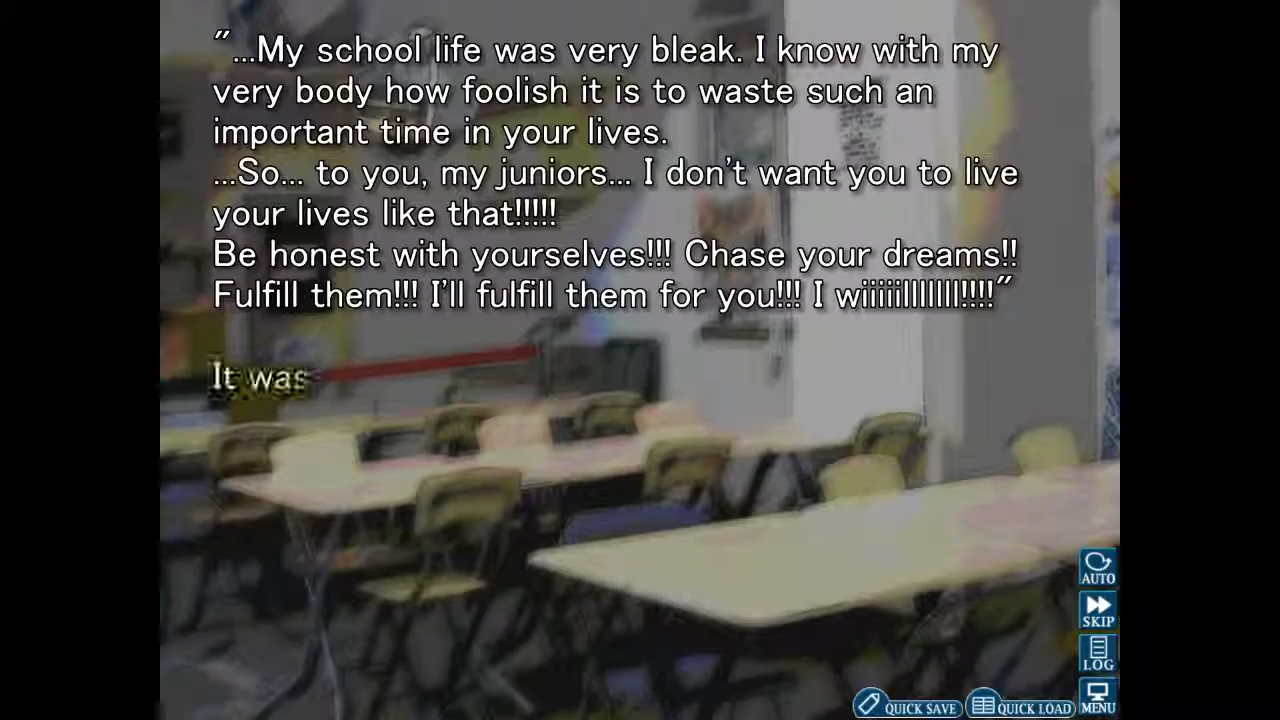 "...My school life was very bleak. I know with my
very body how foolish it is to waste such an
important time in your lives.
...So... to you, my juniors... I don't want you to live
your lives like that!!!!!
Be honest with yourselves!!! Chase your dreams!!
Fulfill them!!! I'll fulfill them for you!!! I wiiiiilllllll!!!!"
It was
AUTO
SKIP
LOG
MENU
QUICK SAVE
QUICK LOAD